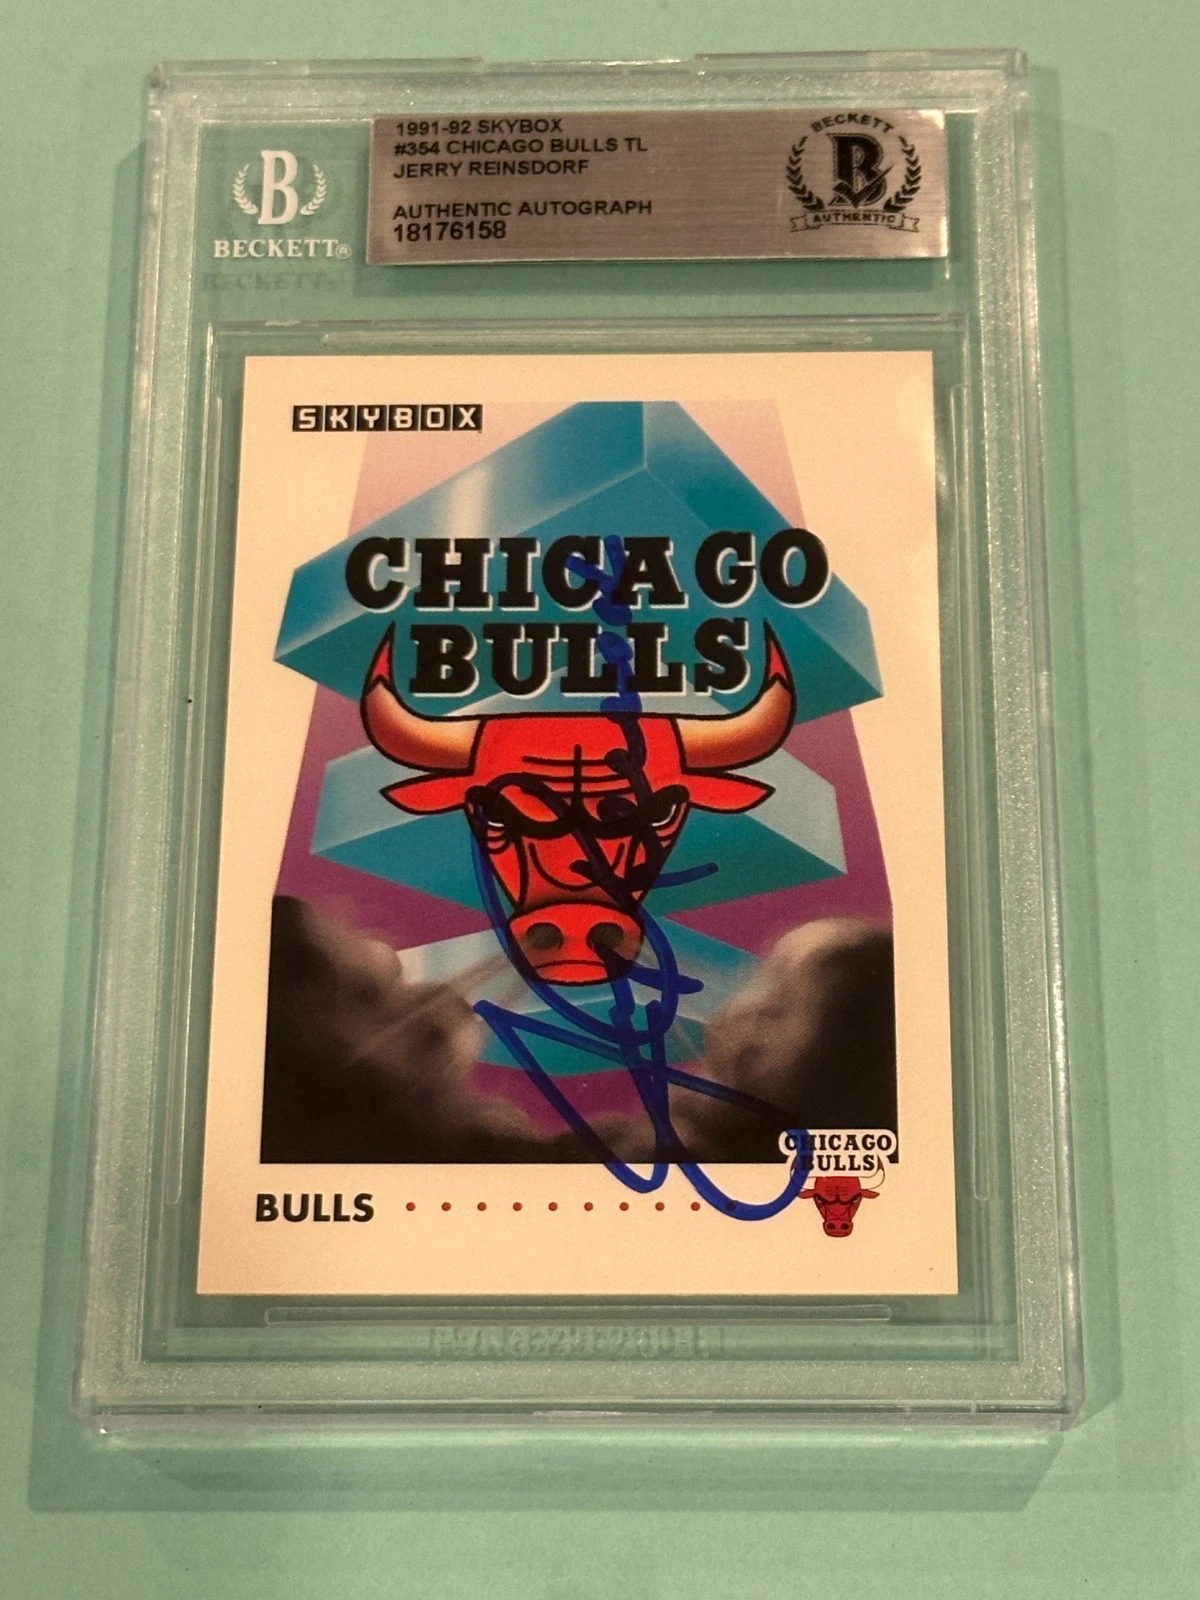 1991-92 SKYBOX
#354 CHICAGO BULLS TL
JERRY REINSDORF
AUTHENTIC AUTOGRAPH
18176158
B
BECKETT®
BECKETT
B
AUTHENTIC
SKYBOX
CHICAGO
BULLS
CHICAGO
BULLS
BULLS